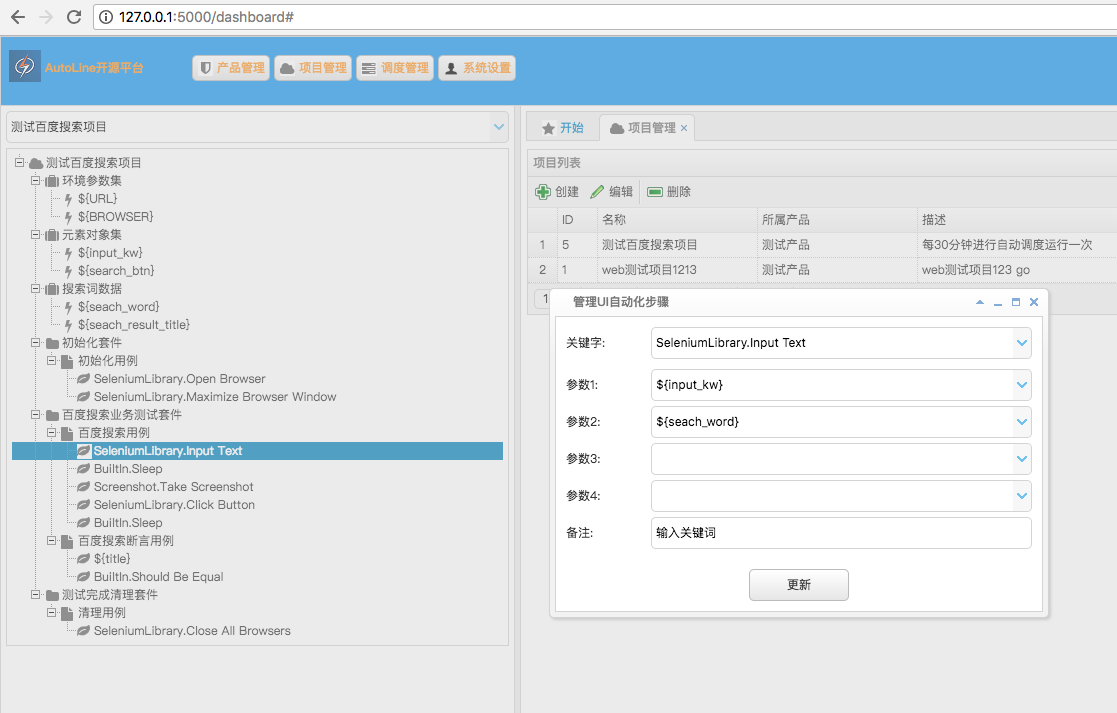 127.0.0.1:5000/dashboard#
AutoLine开源平台
产品管理
项目管理
调度管理
系统设置
测试百度搜索项目
测试百度搜索项目
环境参数集
${URL}
${BROWSER}
元素对象集
${input_kw}
${search_btn}
搜索词数据
${seach_word}
${seach_result_title}
初始化套件
初始化用例
SeleniumLibrary.Open Browser
SeleniumLibrary.Maximize Browser Window
百度搜索业务测试套件
百度搜索用例
SeleniumLibrary.Input Text
BuiltIn.Sleep
Screenshot.Take Screenshot
SeleniumLibrary.Click Button
BuiltIn.Sleep
百度搜索断言用例
${title}
BuiltIn.Should Be Equal
测试完成清理套件
清理用例
SeleniumLibrary.Close All Browsers
开始
项目管理 ×
项目列表
创建
编辑
删除
ID 名称 所属产品 描述
1 5 测试百度搜索项目 测试产品 每30分钟进行自动调度运行一次
2 1 web测试项目1213 测试产品 web测试项目123 go
1
管理UI自动化步骤
关键字: SeleniumLibrary.Input Text
参数1: ${input_kw}
参数2: ${seach_word}
参数3:
参数4:
备注: 输入关键词
更新